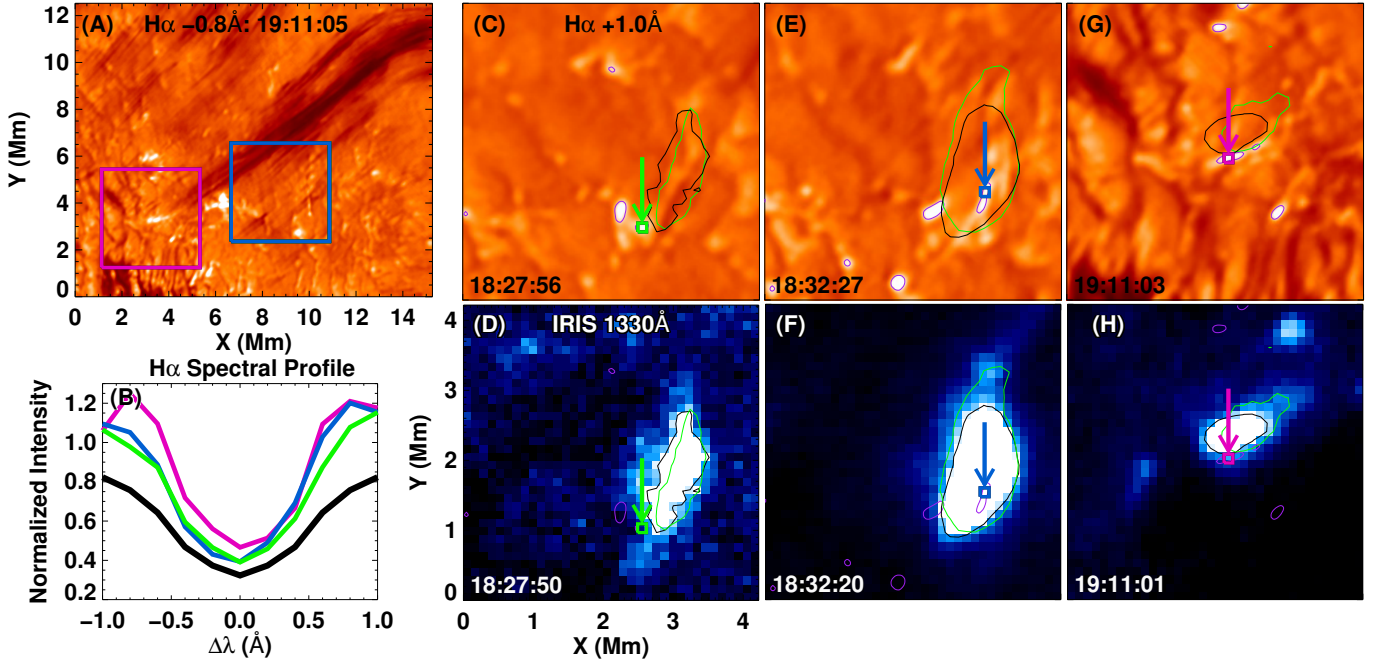 (A) Hα −0.8Å: 19:11:05
12
10
8
6
4
2
0
Y (Mm)
0 2 4 6 8 10 12 14
X (Mm)
Hα Spectral Profile
(B)
1.2
1.0
0.8
0.6
0.4
0.2
Normalized Intensity
−1.0 −0.5 0.0 0.5 1.0
Δλ (Å)
(C) Hα +1.0Å
18:27:56
(E)
18:32:27
(G)
19:11:03
(D) IRIS 1330Å
18:27:50
4
3
2
1
0
Y (Mm)
0 1 2 3 4
X (Mm)
(F)
18:32:20
(H)
19:11:01